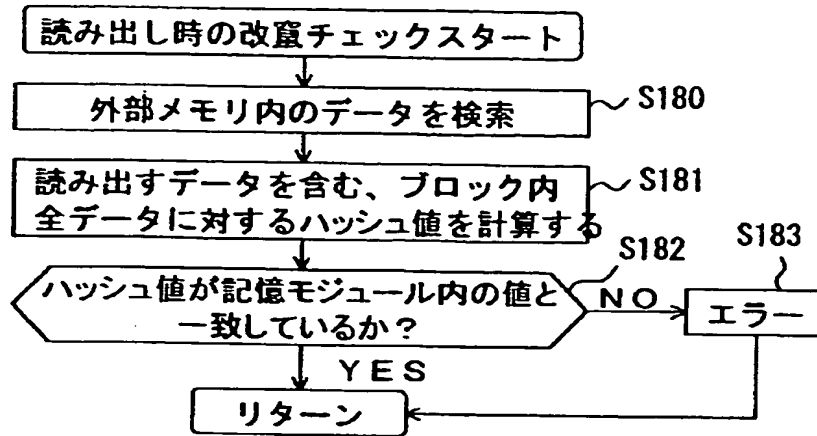 読み出し時の改竄チェックスタート
外部メモリ内のデータを検索
S180
読み出すデータを含む、ブロック内
全データに対するハッシュ値を計算する
S181
ハッシュ値が記憶モジュール内の値と
一致しているか？
S182
NO
S183
エラー
YES
リターン